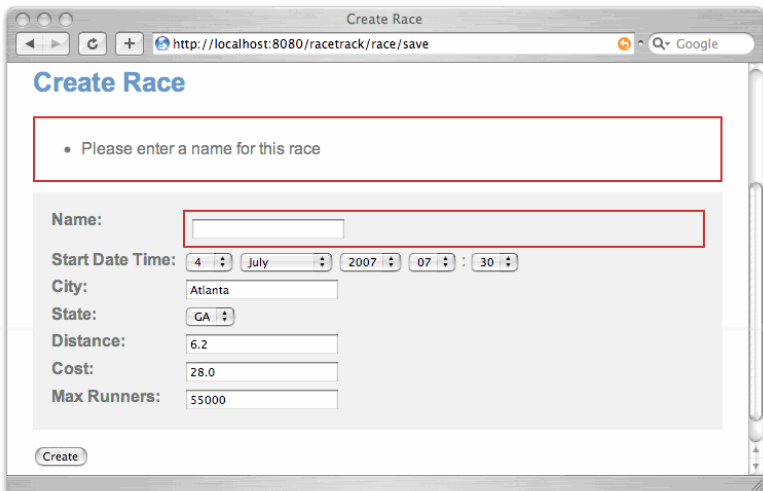 Create Race
http://localhost:8080/racetrack/race/save
Google
Create Race
Please enter a name for this race
Name:
Start Date Time: 4 July 2007 07 : 30
City: Atlanta
State: GA
Distance: 6.2
Cost: 28.0
Max Runners: 55000
Create